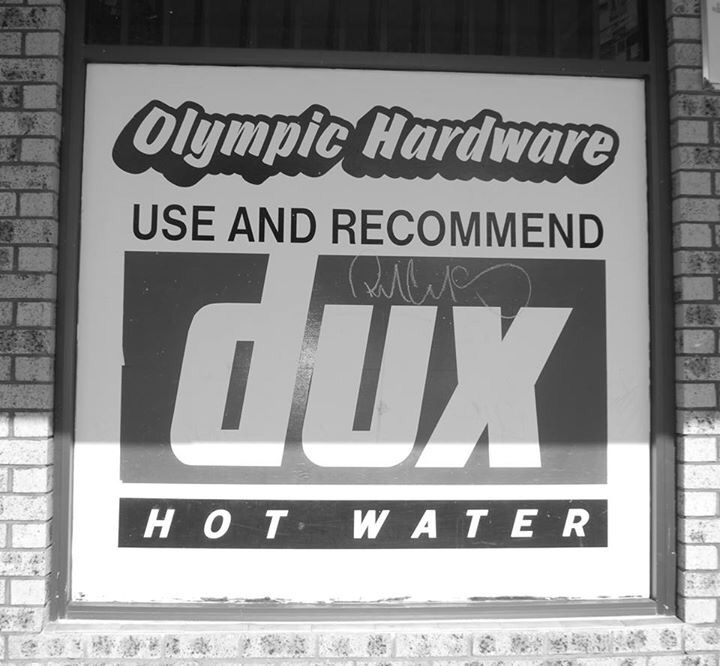 Olympic Hardware
USE AND RECOMMEND
dux
HOT WATER